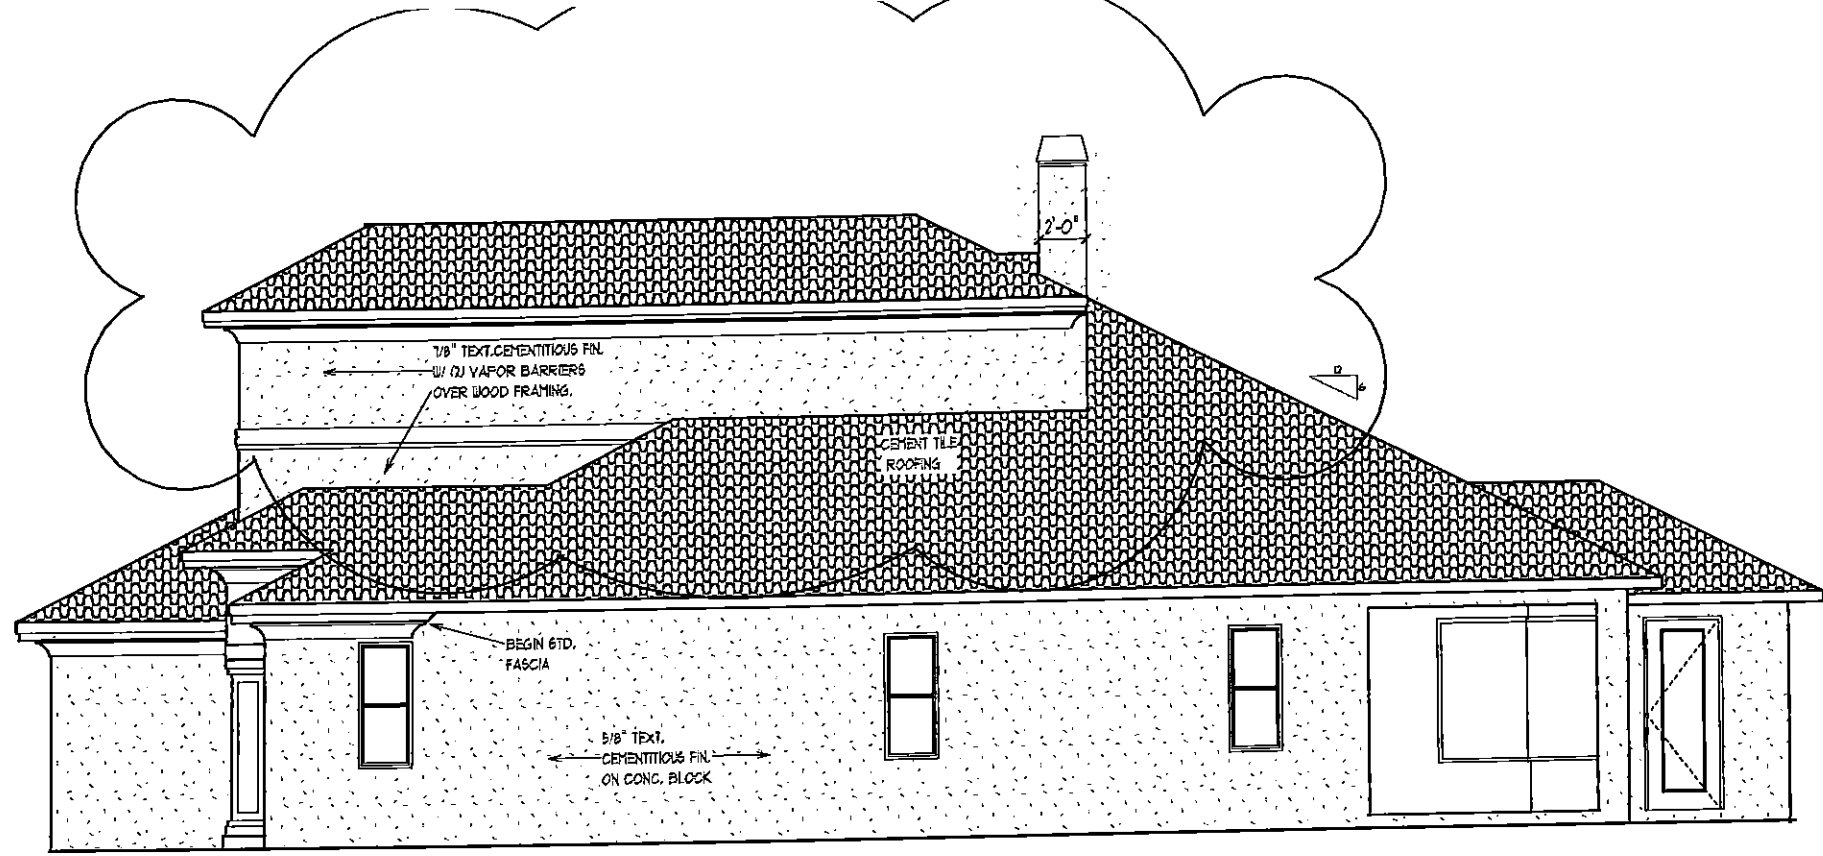 2'-0"
7/8" TEXT.CEMENTITIOUS FIN.
W/ (2) VAPOR BARRIERS
OVER WOOD FRAMING.
12
6
CEMENT TILE
ROOFING
BEGIN STD.
FASCIA
5/8" TEXT.
CEMENTITIOUS FIN.
ON CONC. BLOCK